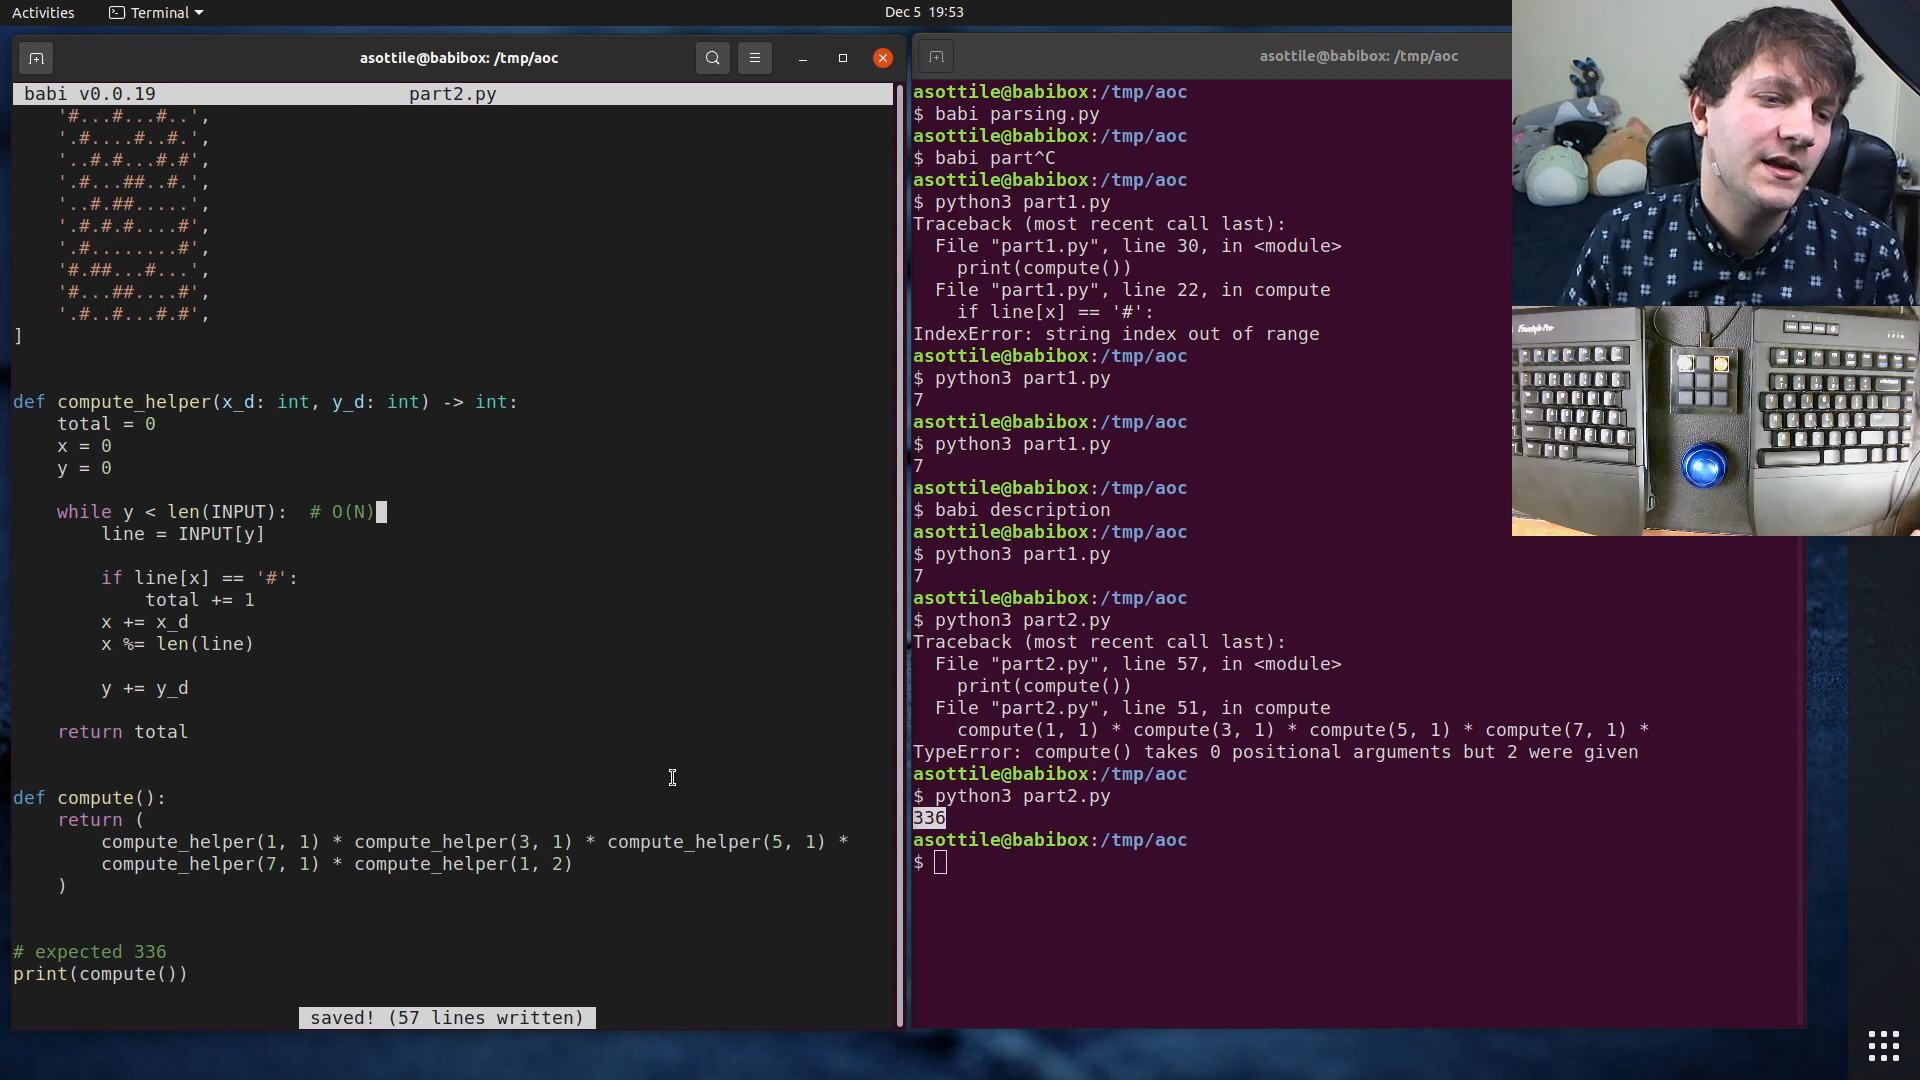 Activities
Terminal
Dec 5 19:53
asottile@babibox: /tmp/aoc
babi v0.0.19 part2.py
'#...#...#..',
'.#....#..#.',
'..#.#...#.#',
'.#...##..#.',
'..#.##.....',
'.#.#.#....#',
'.#........#',
'#.##...#...',
'#...##....#',
'.#..#...#.#',
]
def compute_helper(x_d: int, y_d: int) -> int:
total = 0
x = 0
y = 0
while y < len(INPUT):  # O(N)
line = INPUT[y]
if line[x] == '#':
total += 1
x += x_d
x %= len(line)
y += y_d
return total
def compute():
return (
compute_helper(1, 1) * compute_helper(3, 1) * compute_helper(5, 1) *
compute_helper(7, 1) * compute_helper(1, 2)
)
# expected 336
print(compute())
saved! (57 lines written)
asottile@babibox: /tmp/aoc
asottile@babibox:/tmp/aoc
$ babi parsing.py
asottile@babibox:/tmp/aoc
$ babi part^C
asottile@babibox:/tmp/aoc
$ python3 part1.py
Traceback (most recent call last):
File "part1.py", line 30, in <module>
print(compute())
File "part1.py", line 22, in compute
if line[x] == '#':
IndexError: string index out of range
asottile@babibox:/tmp/aoc
$ python3 part1.py
7
asottile@babibox:/tmp/aoc
$ python3 part1.py
7
asottile@babibox:/tmp/aoc
$ babi description
asottile@babibox:/tmp/aoc
$ python3 part1.py
7
asottile@babibox:/tmp/aoc
$ python3 part2.py
Traceback (most recent call last):
File "part2.py", line 57, in <module>
print(compute())
File "part2.py", line 51, in compute
compute(1, 1) * compute(3, 1) * compute(5, 1) * compute(7, 1) *
TypeError: compute() takes 0 positional arguments but 2 were given
asottile@babibox:/tmp/aoc
$ python3 part2.py
336
asottile@babibox:/tmp/aoc
$
Freestyle Pro